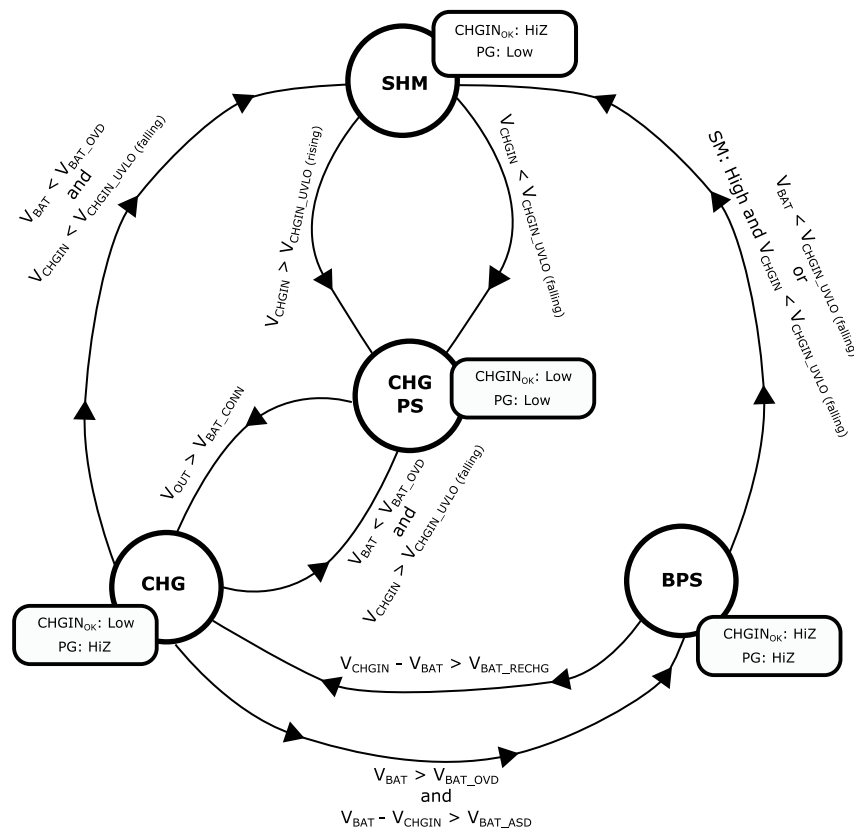 CHGINOK: HiZ
PG: Low
SHM
VBAT < VBAT_OVD
and
VCHGIN < VCHGIN_UVLO (falling)
VCHGIN > VCHGIN_UVLO (rising)
VCHGIN < VCHGIN_UVLO (falling)
VBAT < VCHGIN_UVLO (falling)
or
SM: High and VCHGIN < VCHGIN_UVLO (falling)
CHG
PS
CHGINOK: Low
PG: Low
VOUT > VBAT_CONN
VBAT < VBAT_OVD
and
VCHGIN > VCHGIN_UVLO (falling)
CHG
CHGINOK: Low
PG: HiZ
BPS
CHGINOK: HiZ
PG: HiZ
VCHGIN - VBAT > VBAT_RECHG
VBAT > VBAT_OVD
and
VBAT - VCHGIN > VBAT_ASD